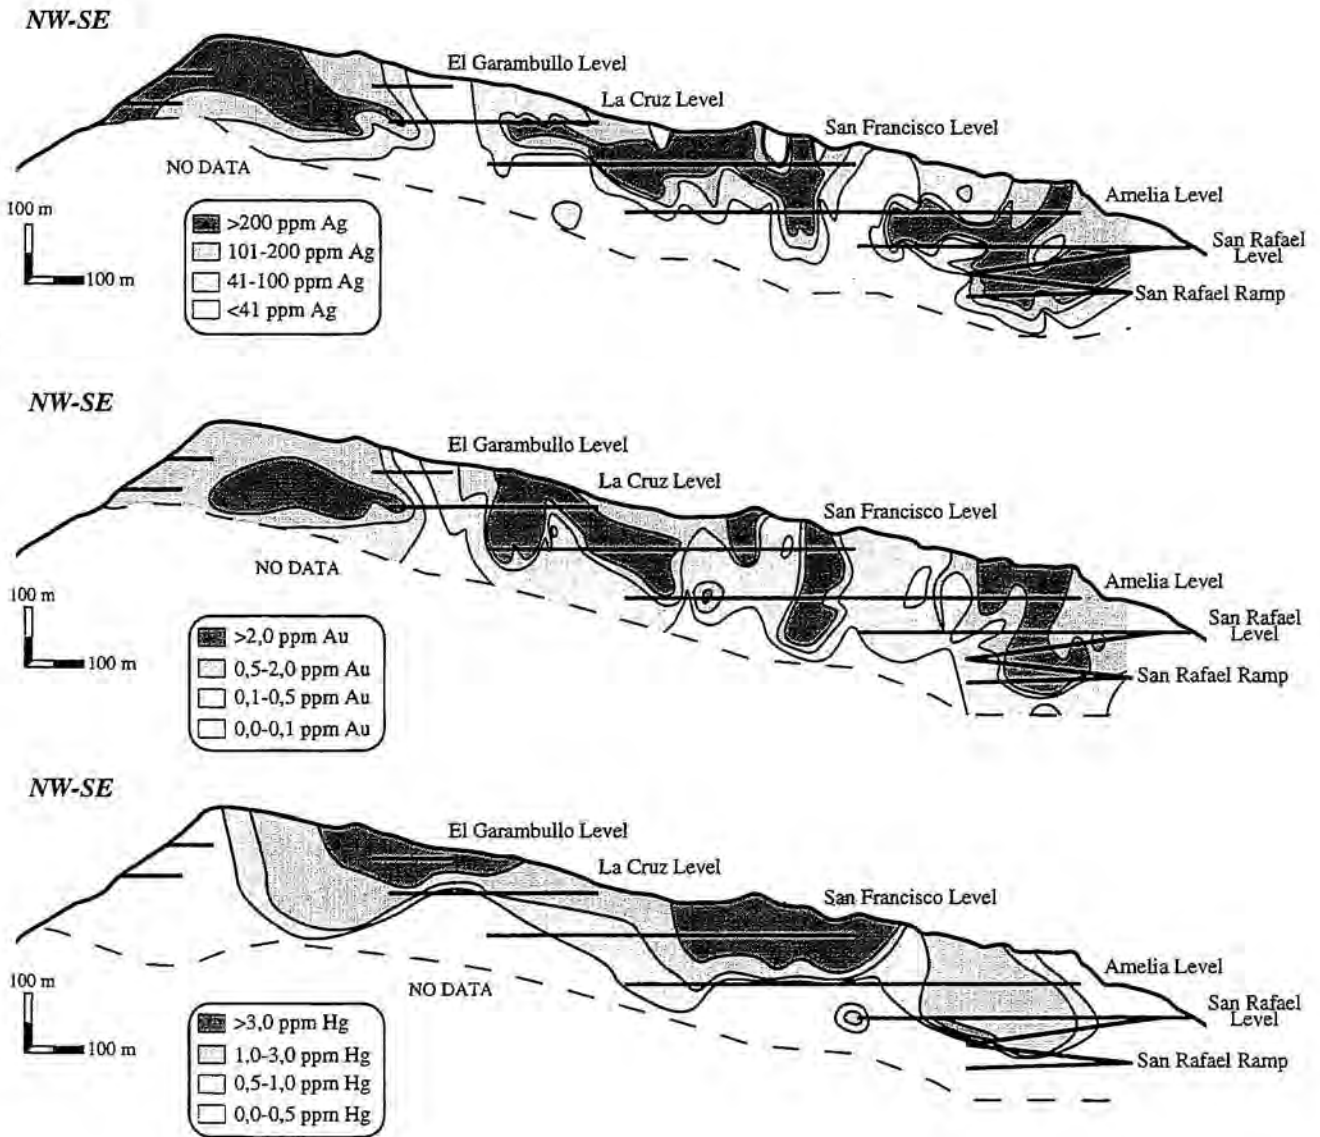 NW-SE
El Garambullo Level
La Cruz Level
San Francisco Level
NO DATA
Amelia Level
100 m
>200 ppm Ag
101-200 ppm Ag
41-100 ppm Ag
<41 ppm Ag
San Rafael
Level
100 m
San Rafael Ramp
NW-SE
El Garambullo Level
La Cruz Level
San Francisco Level
NO DATA
Amelia Level
100 m
>2,0 ppm Au
0,5-2,0 ppm Au
0,1-0,5 ppm Au
0,0-0,1 ppm Au
San Rafael
Level
100 m
San Rafael Ramp
NW-SE
El Garambullo Level
La Cruz Level
San Francisco Level
Amelia Level
100 m
NO DATA
San Rafael
Level
>3,0 ppm Hg
1,0-3,0 ppm Hg
0,5-1,0 ppm Hg
0,0-0,5 ppm Hg
100 m
San Rafael Ramp